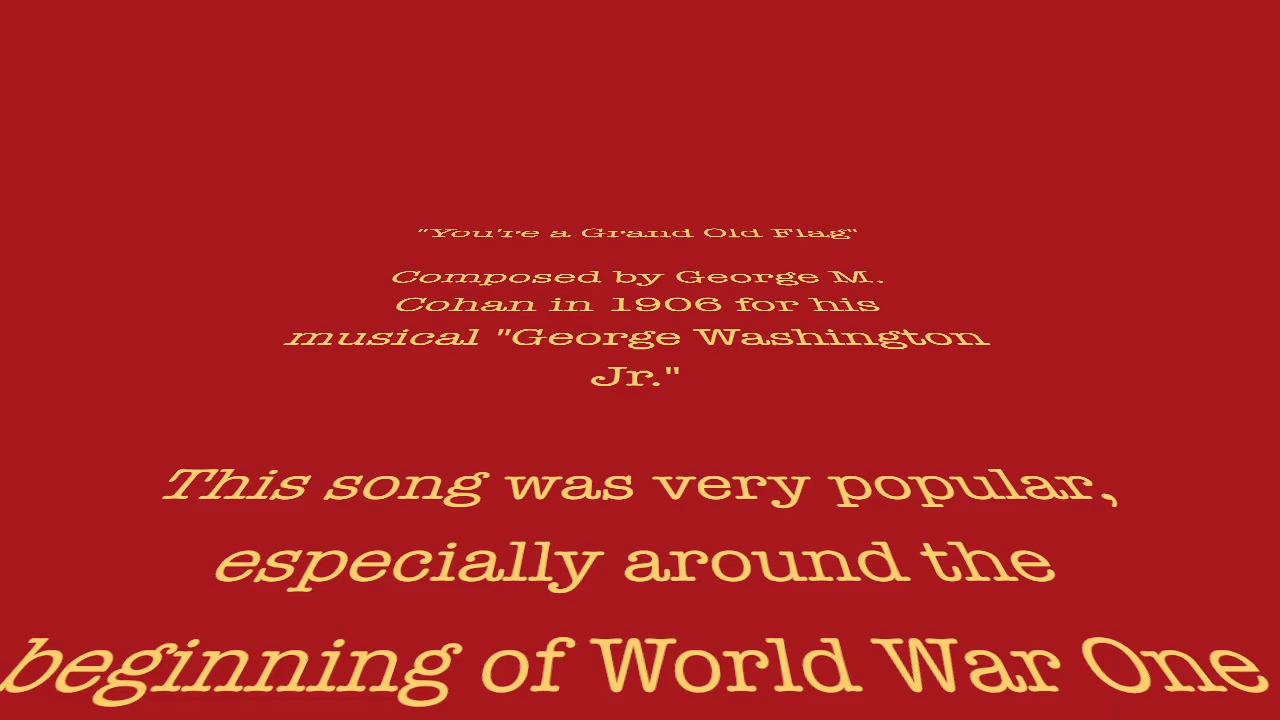 "You're a Grand Old Flag"
Composed by George M.
Cohan in 1906 for his
musical "George Washington
Jr."
This song was very popular,
especially around the
beginning of World War One